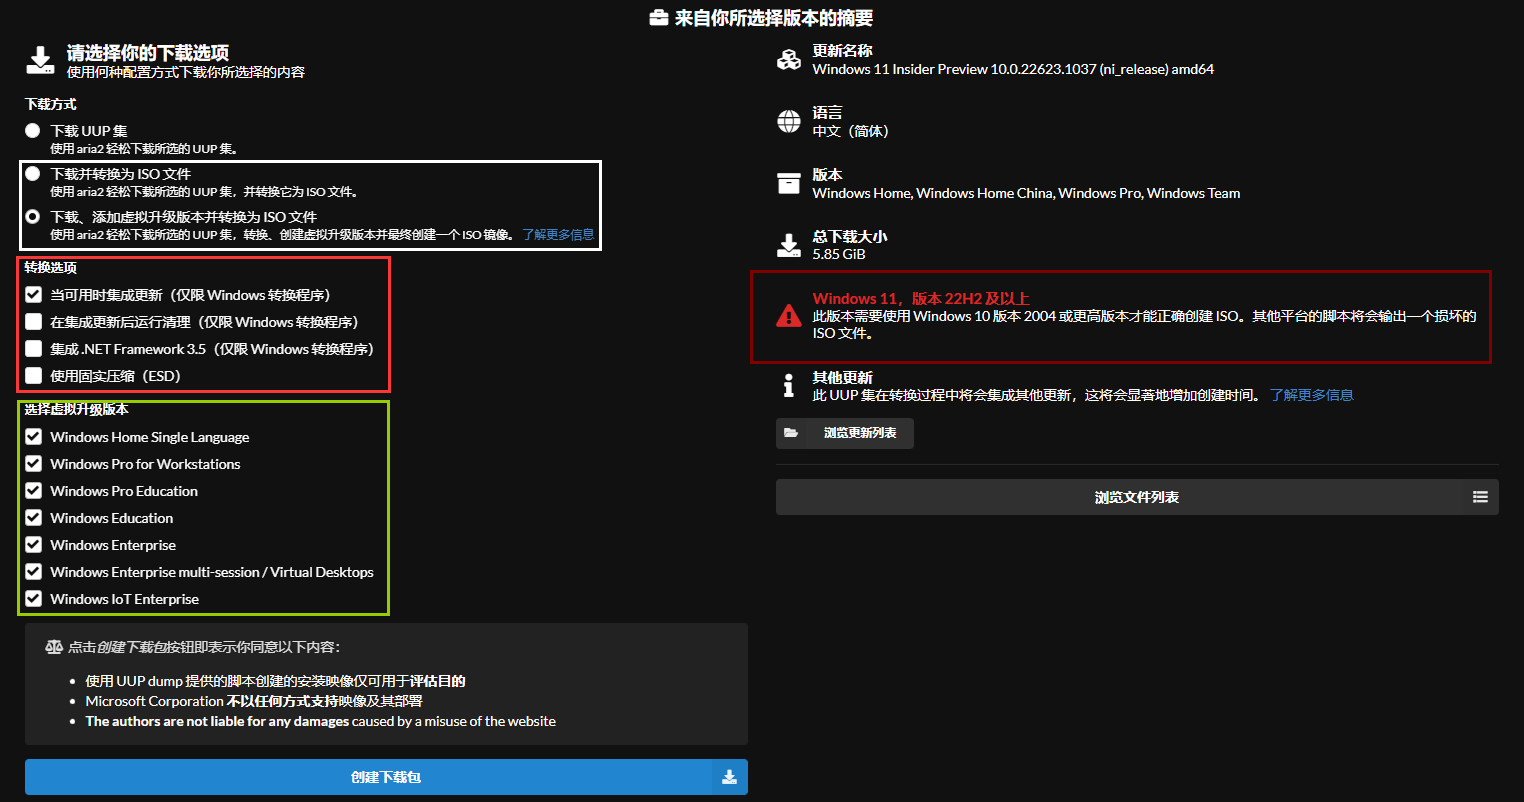 来自你所选择版本的摘要
请选择你的下载选项
使用何种配置方式下载你所选择的内容
下载方式
下载 UUP 集
使用 aria2 轻松下载所选的 UUP 集。
下载并转换为 ISO 文件
使用 aria2 轻松下载所选的 UUP 集，并转换它为 ISO 文件。
下载、添加虚拟升级版本并转换为 ISO 文件
使用 aria2 轻松下载所选的 UUP 集，转换、创建虚拟升级版本并最终创建一个 ISO 镜像。 了解更多信息
转换选项
当可用时集成更新（仅限 Windows 转换程序）
在集成更新后运行清理（仅限 Windows 转换程序）
集成 .NET Framework 3.5（仅限 Windows 转换程序）
使用固实压缩（ESD）
选择虚拟升级版本
Windows Home Single Language
Windows Pro for Workstations
Windows Pro Education
Windows Education
Windows Enterprise
Windows Enterprise multi-session / Virtual Desktops
Windows IoT Enterprise
点击创建下载包按钮即表示你同意以下内容：
使用 UUP dump 提供的脚本创建的安装映像仅可用于评估目的
Microsoft Corporation 不以任何方式支持映像及其部署
The authors are not liable for any damages caused by a misuse of the website
创建下载包
更新名称
Windows 11 Insider Preview 10.0.22623.1037 (ni_release) amd64
语言
中文（简体）
版本
Windows Home, Windows Home China, Windows Pro, Windows Team
总下载大小
5.85 GiB
Windows 11，版本 22H2 及以上
此版本需要使用 Windows 10 版本 2004 或更高版本才能正确创建 ISO。其他平台的脚本将会输出一个损坏的
ISO 文件。
其他更新
此 UUP 集在转换过程中将会集成其他更新，这将会显著地增加创建时间。 了解更多信息
浏览更新列表
浏览文件列表